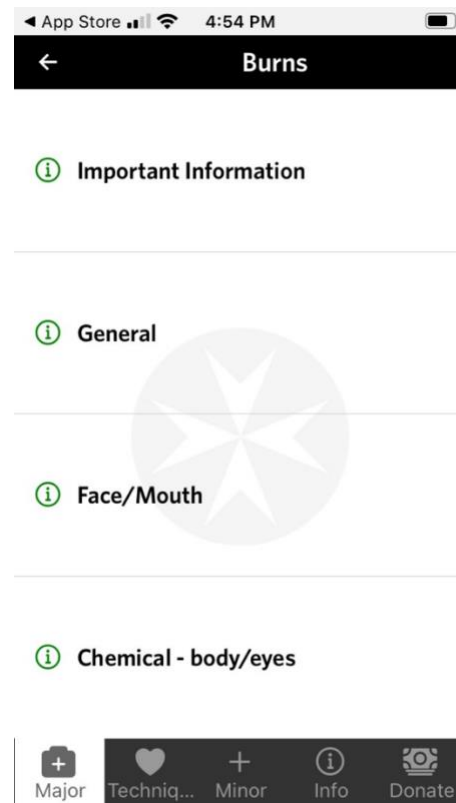 ◀ App Store 4:54 PM
Burns
Important Information
General
Face/Mouth
Chemical - body/eyes
Major Techniq... Minor Info Donate